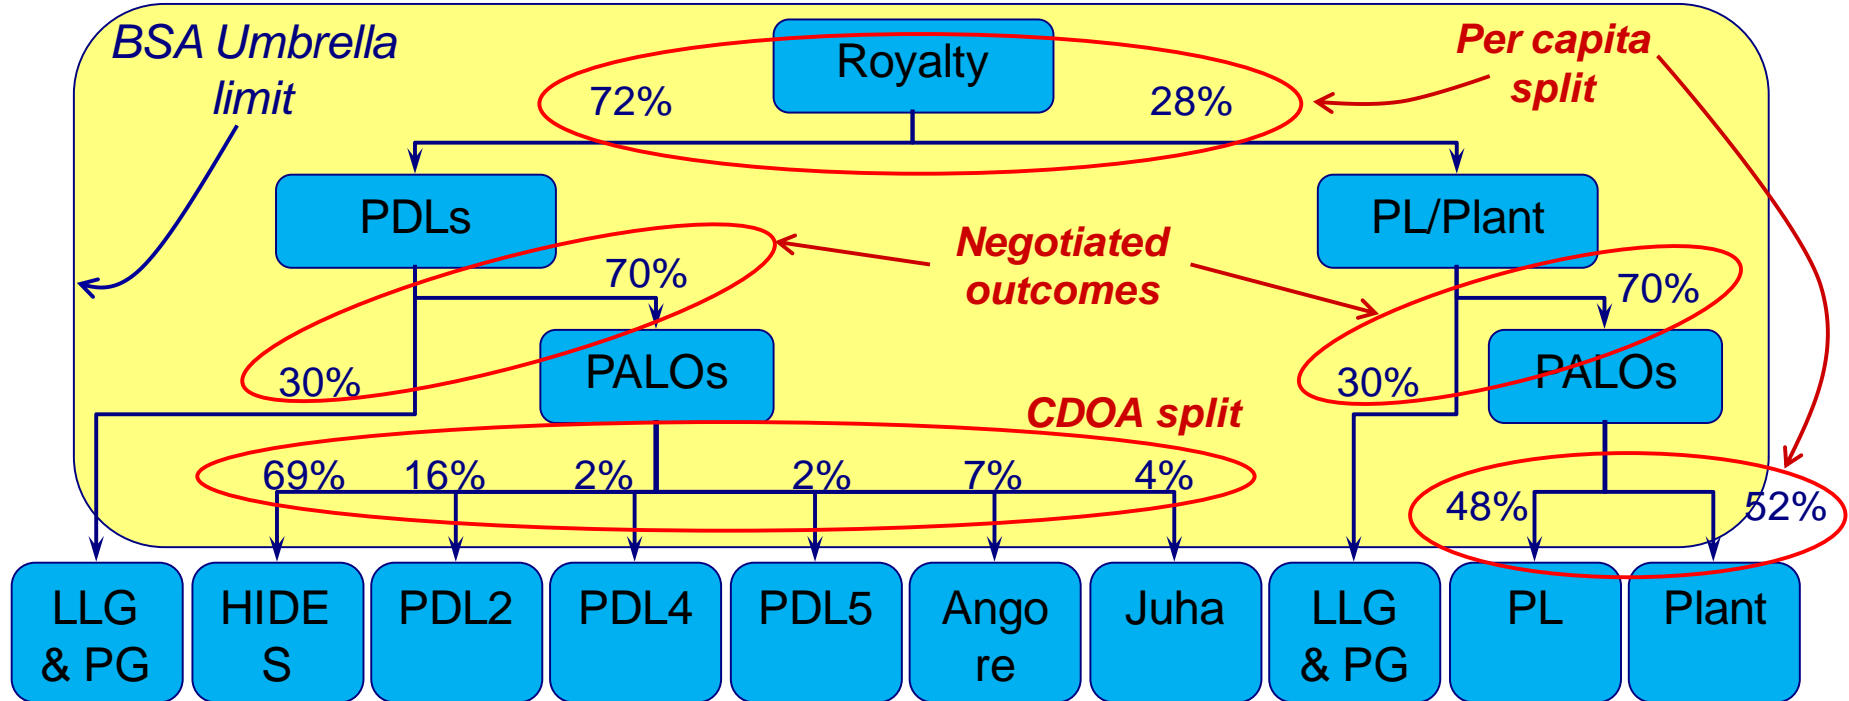 BSA Umbrella
limit
Royalty
Per capita
split
72%
28%
PDLs
PL/Plant
Negotiated
outcomes
70%
70%
30%
PALOs
30%
PALOs
CDOA split
69%
16%
2%
2%
7%
4%
48%
52%
LLG
& PG
HIDE
S
PDL2
PDL4
PDL5
Ango
re
Juha
LLG
& PG
PL
Plant